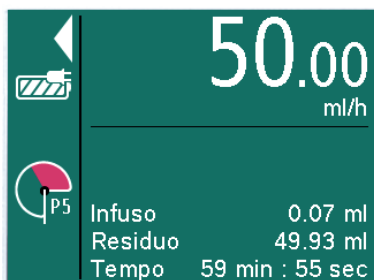 50.00
ml/h
P5
Infuso 0.07 ml
Residuo 49.93 ml
Tempo 59 min : 55 sec